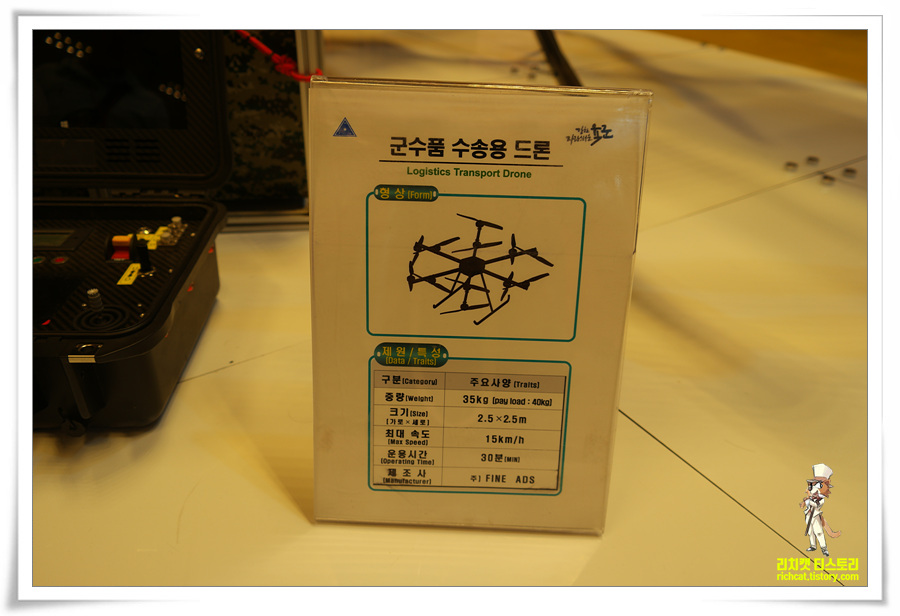 강한
육군
군수품 수송용 드론
Logistics Transport Drone
형 상 [Form]
제 원 / 특 성
[Data / Traits]
구분[Category] 주요사양 [Traits]
중량[Weight] 35kg [pay load : 40kg]
크기[Size] 2.5×2.5m
[가로×세로]
최대 속도 15km/h
[Max Speed]
운용시간 30분[MIN]
[Operating Time]
제 조 사 주) FINE ADS
[Manufacturer]
리치캣 티스토리
richcat.tistory.com